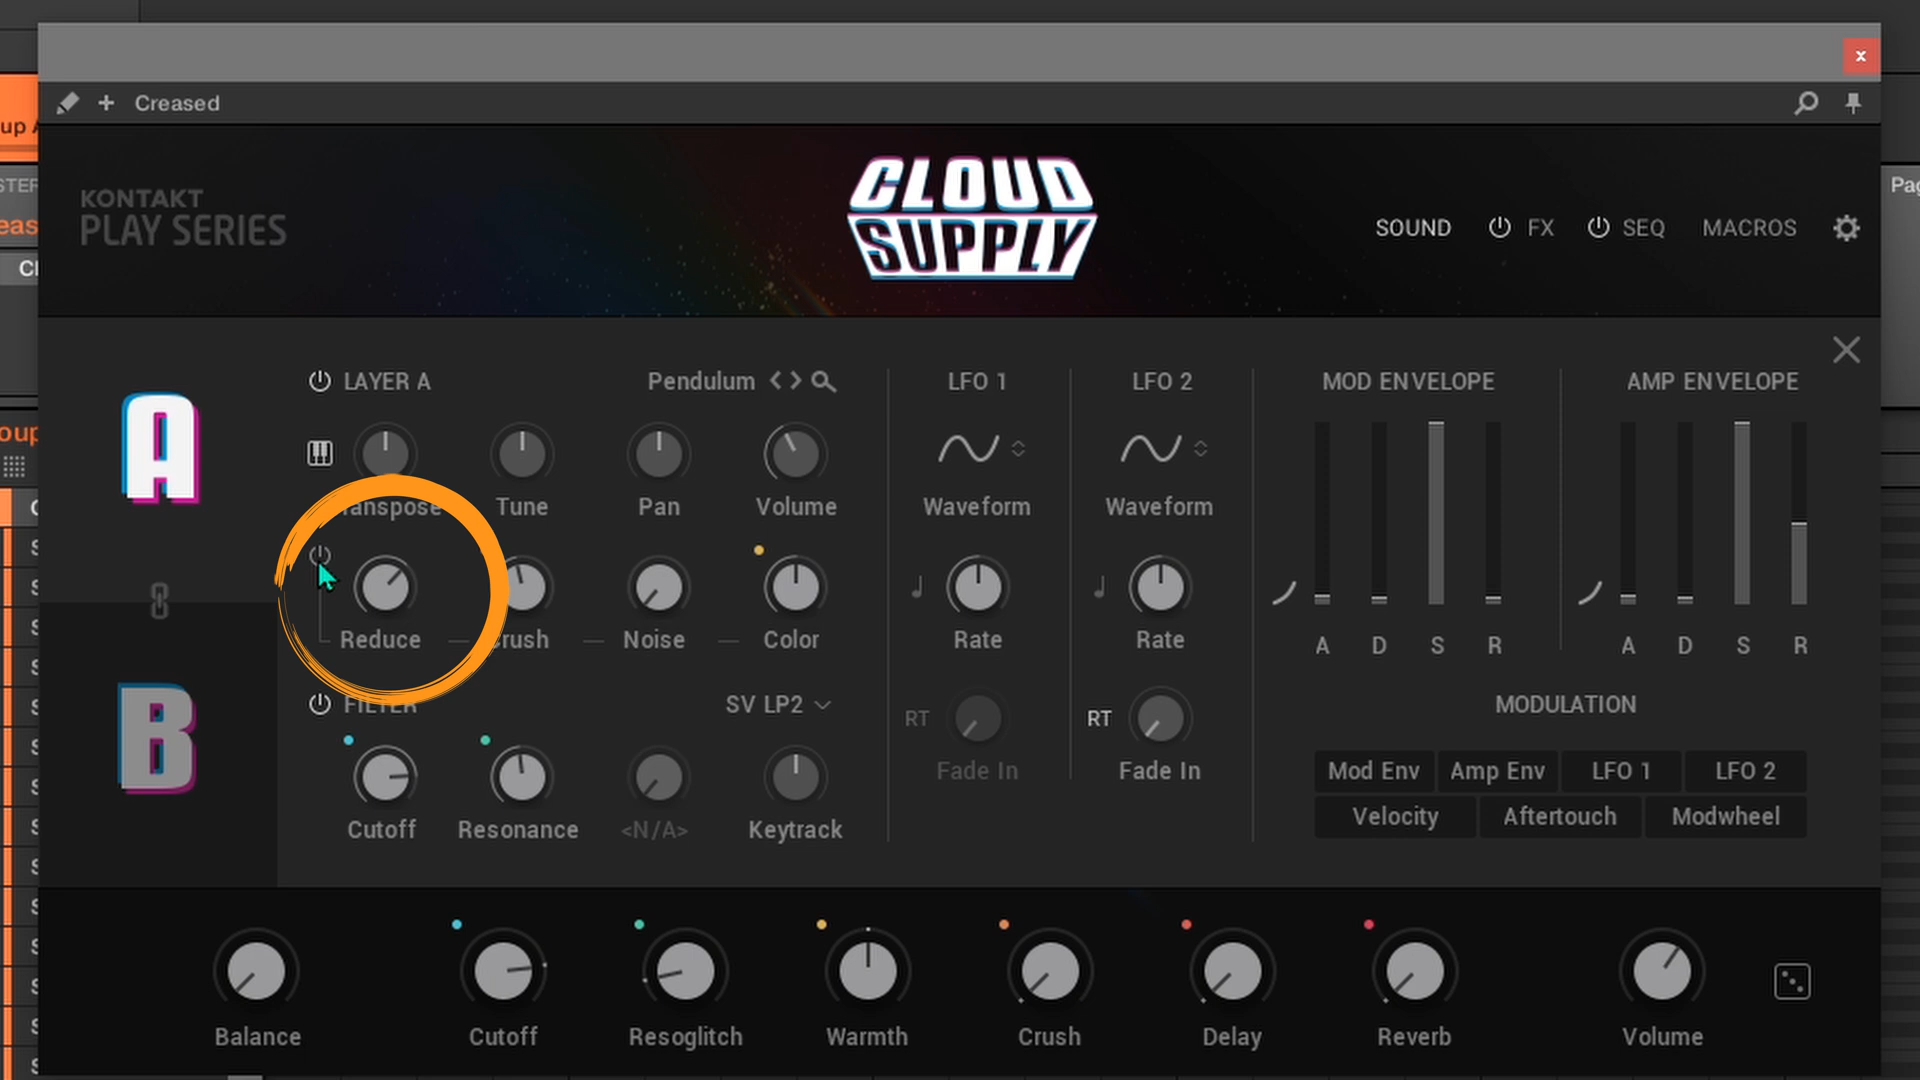 Creased
KONTAKT
PLAY SERIES
CLOUD
SUPPLY
SOUND FX SEQ MACROS
A
B
LAYER A Pendulum
Tune Pan Volume
Reduce Crush Noise Color
FILTER SV LP2
Cutoff Resonance <N/A> Keytrack
LFO 1
Waveform
Rate
RT
Fade In
LFO 2
Waveform
Rate
RT
Fade In
MOD ENVELOPE
A D S R
AMP ENVELOPE
A D S R
MODULATION
Mod Env Amp Env LFO 1 LFO 2
Velocity Aftertouch Modwheel
Balance Cutoff Resoglitch Warmth Crush Delay Reverb Volume